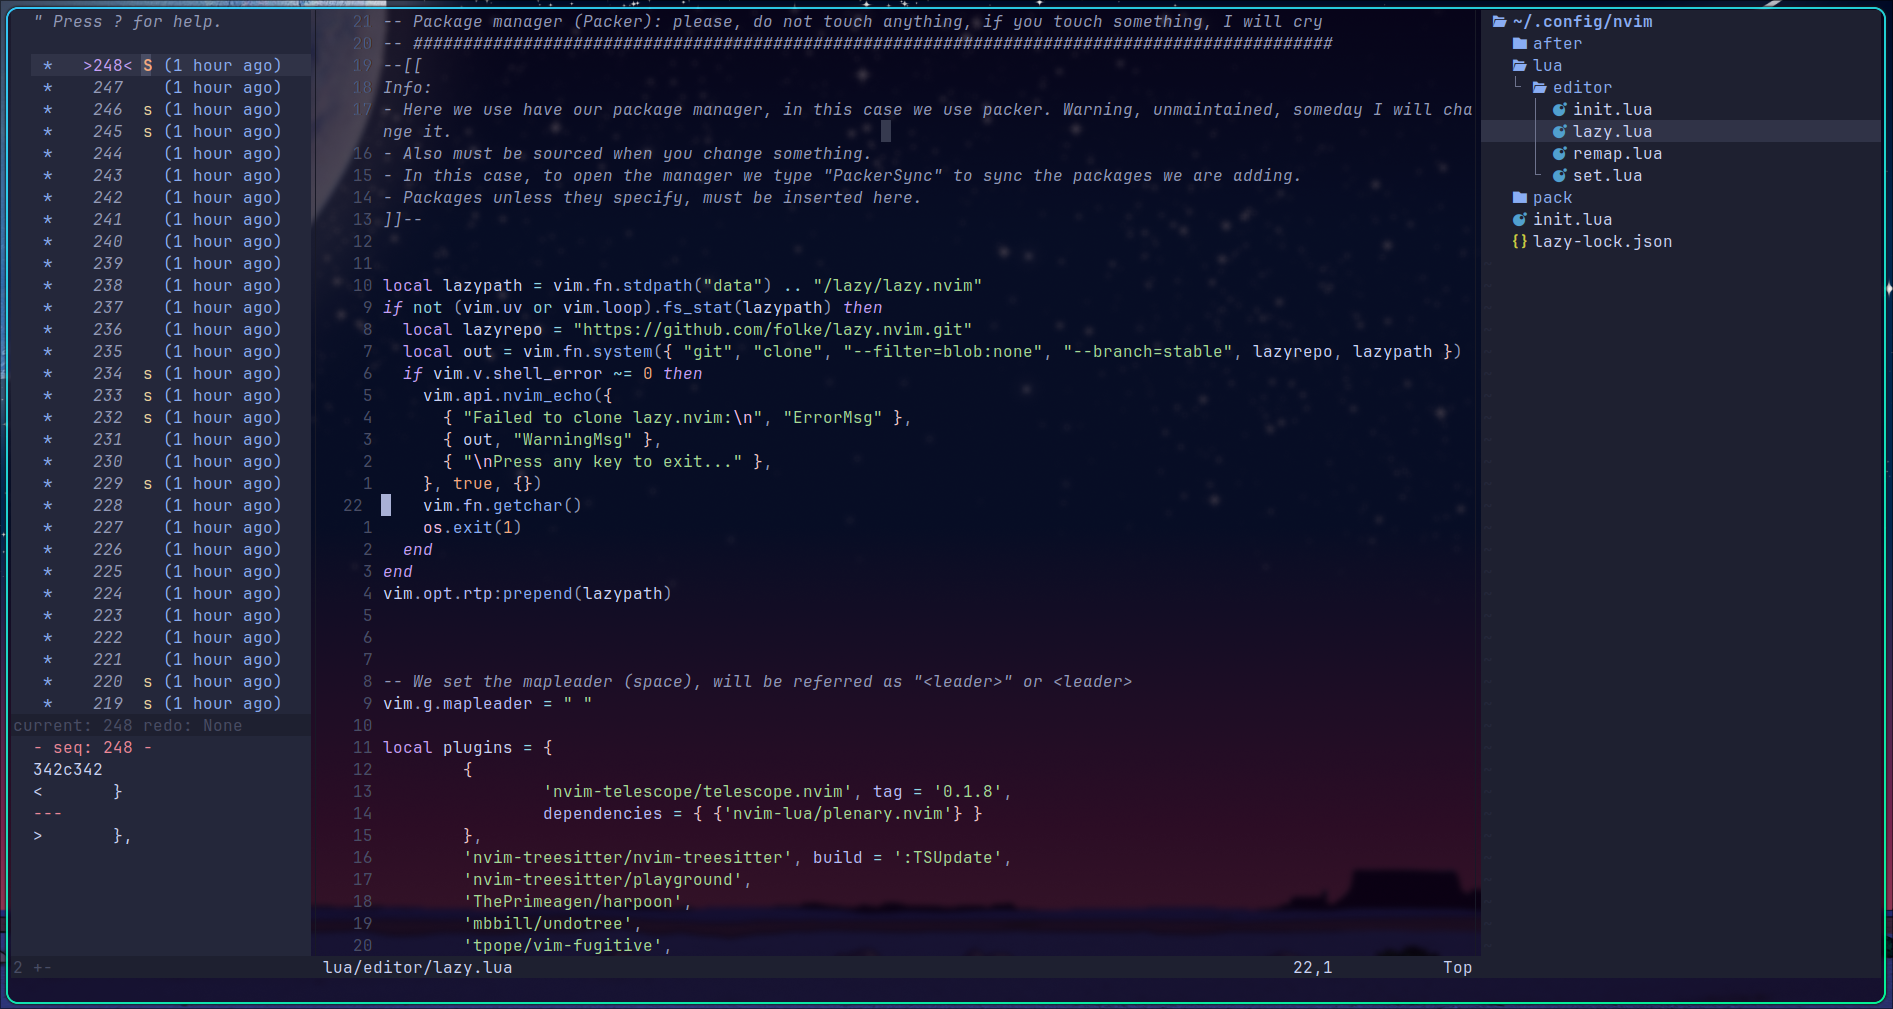 " Press ? for help.
* >248< S (1 hour ago)
* 247 (1 hour ago)
* 246 s (1 hour ago)
* 245 s (1 hour ago)
* 244 (1 hour ago)
* 243 (1 hour ago)
* 242 (1 hour ago)
* 241 (1 hour ago)
* 240 (1 hour ago)
* 239 (1 hour ago)
* 238 (1 hour ago)
* 237 (1 hour ago)
* 236 (1 hour ago)
* 235 (1 hour ago)
* 234 s (1 hour ago)
* 233 s (1 hour ago)
* 232 s (1 hour ago)
* 231 (1 hour ago)
* 230 (1 hour ago)
* 229 s (1 hour ago)
* 228 (1 hour ago)
* 227 (1 hour ago)
* 226 (1 hour ago)
* 225 (1 hour ago)
* 224 (1 hour ago)
* 223 (1 hour ago)
* 222 (1 hour ago)
* 221 (1 hour ago)
* 220 s (1 hour ago)
* 219 s (1 hour ago)
current: 248 redo: None
- seq: 248 -
342c342
< }
---
> },
2 +-
21 -- Package manager (Packer): please, do not touch anything, if you touch something, I will cry
20 -- ############################################################################################
19 --[[
18 Info:
17 - Here we use have our package manager, in this case we use packer. Warning, unmaintained, someday I will cha
nge it.
16 - Also must be sourced when you change something.
15 - In this case, to open the manager we type "PackerSync" to sync the packages we are adding.
14 - Packages unless they specify, must be inserted here.
13 ]]--
12
11
10 local lazypath = vim.fn.stdpath("data") .. "/lazy/lazy.nvim"
9 if not (vim.uv or vim.loop).fs_stat(lazypath) then
8 local lazyrepo = "https://github.com/folke/lazy.nvim.git"
7 local out = vim.fn.system({ "git", "clone", "--filter=blob:none", "--branch=stable", lazyrepo, lazypath })
6 if vim.v.shell_error ~= 0 then
5 vim.api.nvim_echo({
4 { "Failed to clone lazy.nvim:\n", "ErrorMsg" },
3 { out, "WarningMsg" },
2 { "\nPress any key to exit..." },
1 }, true, {})
22 vim.fn.getchar()
1 os.exit(1)
2 end
3 end
4 vim.opt.rtp:prepend(lazypath)
5
6
7
8 -- We set the mapleader (space), will be referred as "<leader>" or <leader>
9 vim.g.mapleader = " "
10
11 local plugins = {
12 {
13 'nvim-telescope/telescope.nvim', tag = '0.1.8',
14 dependencies = { {'nvim-lua/plenary.nvim'} }
15 },
16 'nvim-treesitter/nvim-treesitter', build = ':TSUpdate',
17 'nvim-treesitter/playground',
18 'ThePrimeagen/harpoon',
19 'mbbill/undotree',
20 'tpope/vim-fugitive',
lua/editor/lazy.lua 22,1 Top
~/.config/nvim
after
lua
editor
init.lua
lazy.lua
remap.lua
set.lua
pack
init.lua
{} lazy-lock.json